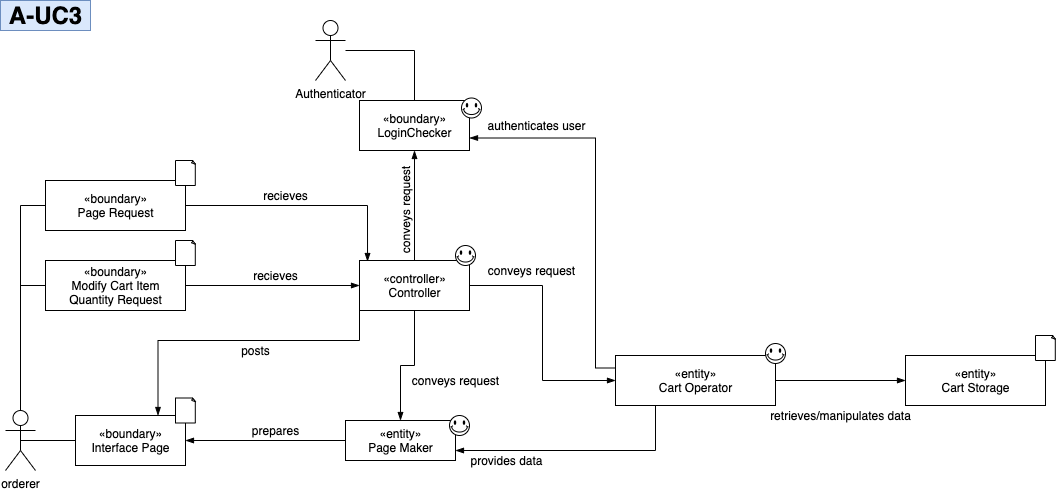 A-UC3
Authenticator
«boundary»
LoginChecker
authenticates user
«boundary»
Page Request
recieves
conveys request
«boundary»
Modify Cart Item
Quantity Request
recieves
«controller»
Controller
conveys request
posts
conveys request
«entity»
Cart Operator
«entity»
Cart Storage
retrieves/manipulates data
«boundary»
Interface Page
prepares
«entity»
Page Maker
provides data
orderer